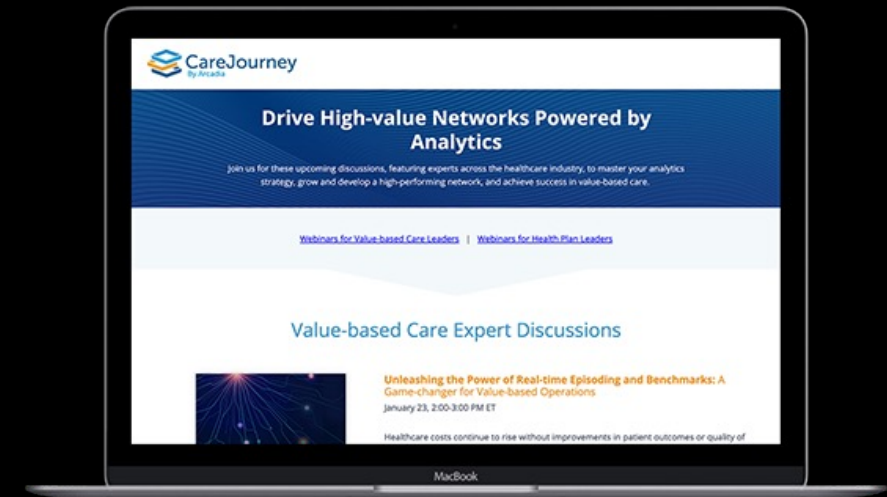 CareJourney
By Arcadia
Drive High-value Networks Powered by
Analytics
Join us for these upcoming discussions, featuring experts across the healthcare industry, to master your analytics
strategy, grow and develop a high-performing network, and achieve success in value-based care.
Webinars for Value-based Care Leaders | Webinars for Health Plan Leaders
Value-based Care Expert Discussions
Unleashing the Power of Real-time Episoding and Benchmarks: A
Game-changer for Value-based Operations
January 23, 2:00-3:00 PM ET
Healthcare costs continue to rise without improvements in patient outcomes or quality of
MacBook